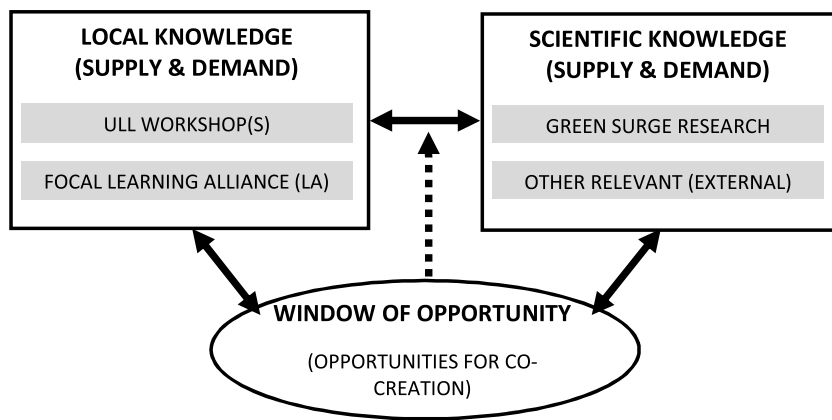 LOCAL KNOWLEDGE
(SUPPLY & DEMAND)
ULL WORKSHOP(S)
FOCAL LEARNING ALLIANCE (LA)
SCIENTIFIC KNOWLEDGE
(SUPPLY & DEMAND)
GREEN SURGE RESEARCH
OTHER RELEVANT (EXTERNAL)
WINDOW OF OPPORTUNITY
(OPPORTUNITIES FOR CO-
CREATION)